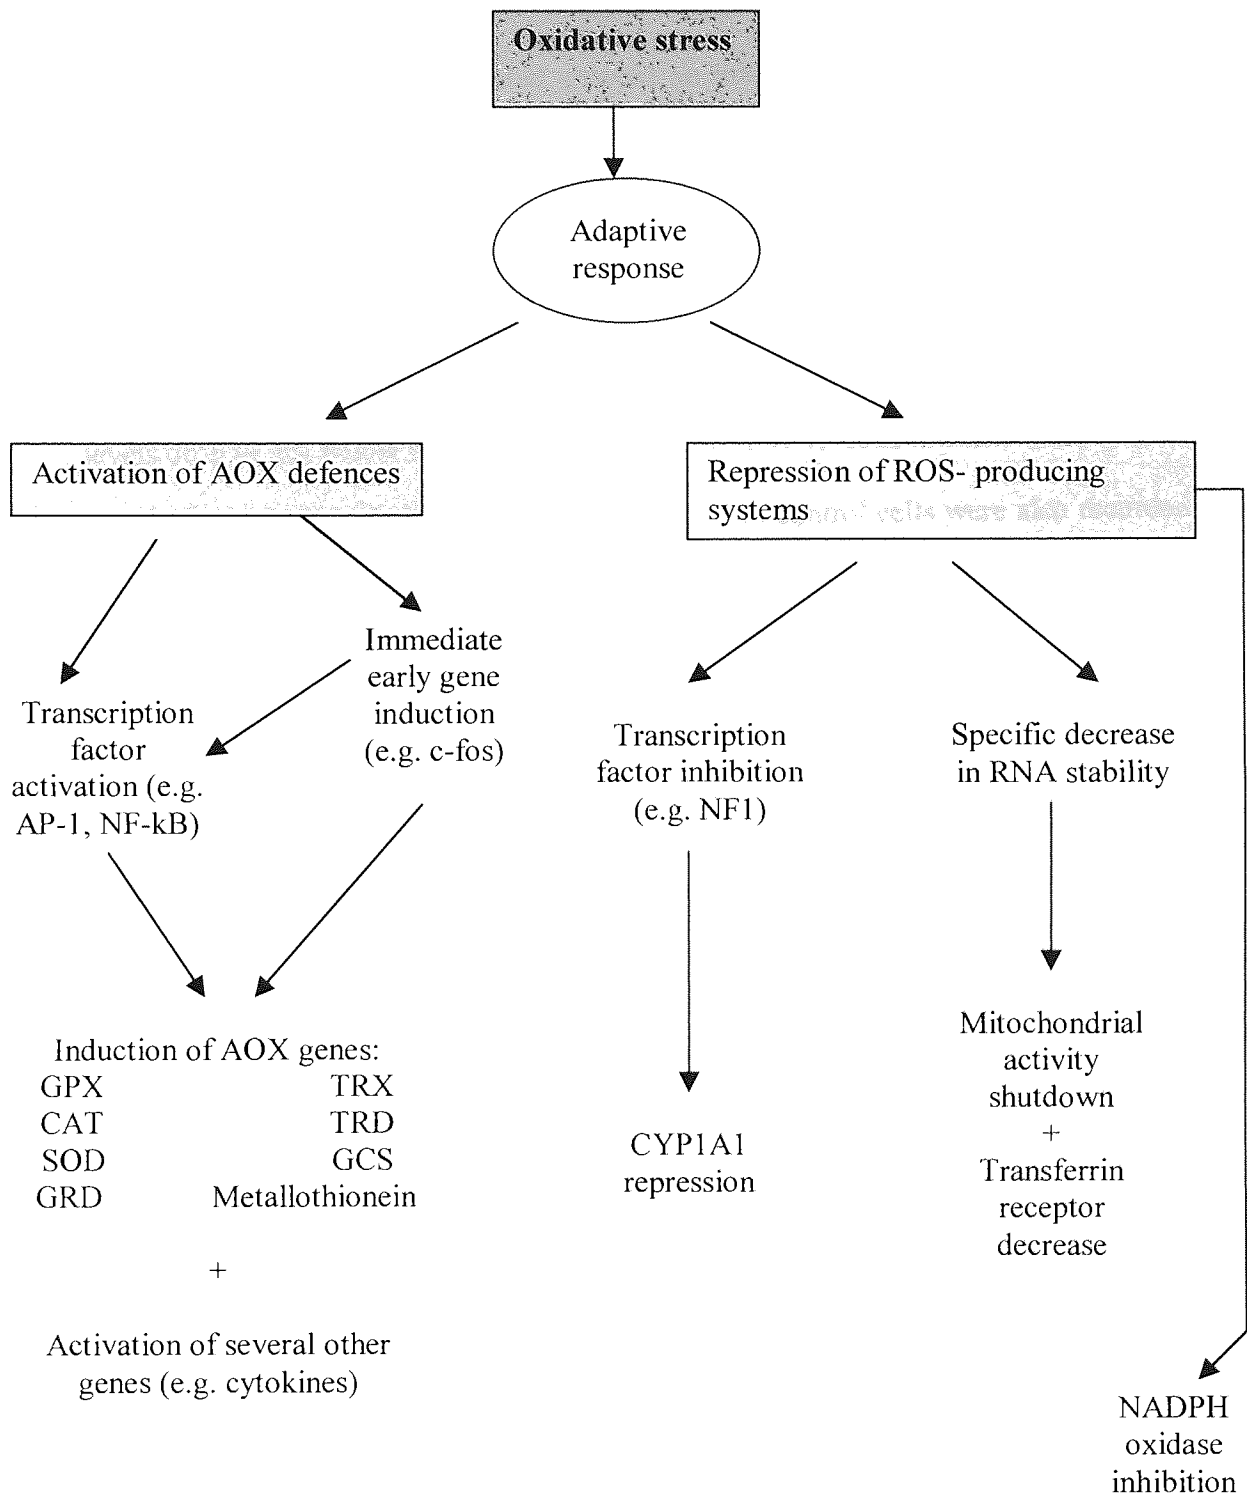 Oxidative stress
Adaptive
response
Activation of AOX defences
Repression of ROS- producing
systems
Immediate
early gene
induction
(e.g. c-fos)
Transcription
factor
activation (e.g.
AP-1, NF-kB)
Transcription
factor inhibition
(e.g. NF1)
Specific decrease
in RNA stability
Induction of AOX genes:
GPX TRX
CAT TRD
SOD GCS
GRD Metallothionein
+
Activation of several other
genes (e.g. cytokines)
CYP1A1
repression
Mitochondrial
activity
shutdown
+
Transferrin
receptor
decrease
NADPH
oxidase
inhibition